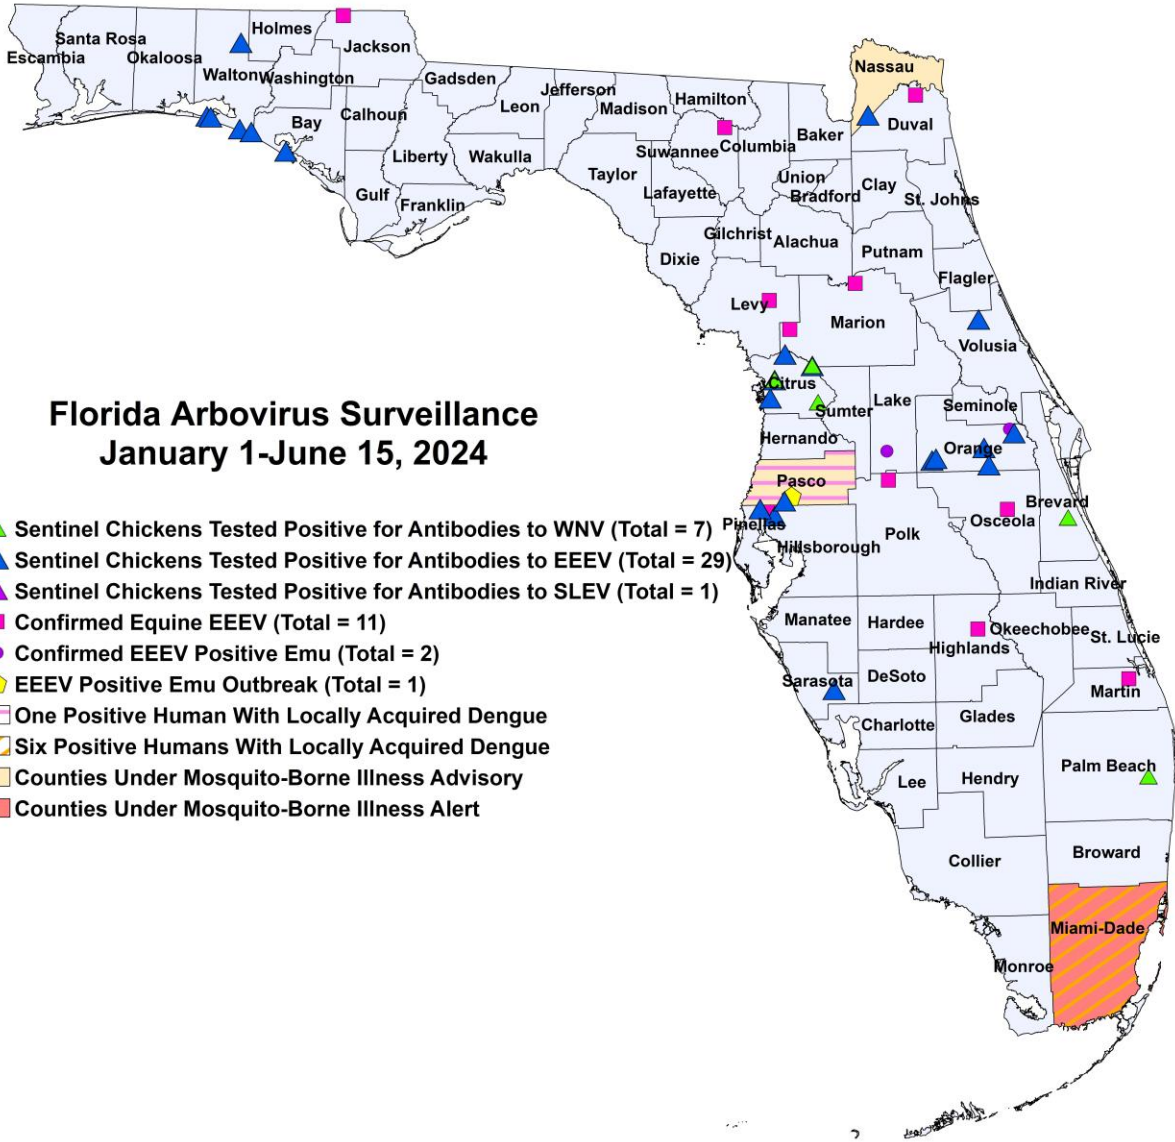 Holmes
Santa Rosa
Jackson
Escambia
Okaloosa
Nassau
Walton
Washington
Gadsden
Jefferson
Leon
Madison
Hamilton
Calhoun
Bay
Duval
Baker
Columbia
Suwannee
Liberty
Wakulla
Taylor
Union
Clay
Lafayette
Bradford
St. Johns
Gulf
Franklin
Gilchrist
Alachua
Putnam
Dixie
Flagler
Levy
Marion
Volusia
Citrus
Lake
Seminole
Sumter
Florida Arbovirus Surveillance
January 1-June 15, 2024
Hernando
Orange
Pasco
Brevard
Osceola
Pinellas
Polk
Hillsborough
Sentinel Chickens Tested Positive for Antibodies to WNV (Total = 7)
Sentinel Chickens Tested Positive for Antibodies to EEEV (Total = 29)
Sentinel Chickens Tested Positive for Antibodies to SLEV (Total = 1)
Confirmed Equine EEEV (Total = 11)
Confirmed EEEV Positive Emu (Total = 2)
EEEV Positive Emu Outbreak (Total = 1)
One Positive Human With Locally Acquired Dengue
Six Positive Humans With Locally Acquired Dengue
Counties Under Mosquito-Borne Illness Advisory
Counties Under Mosquito-Borne Illness Alert
Indian River
Manatee
Hardee
Okeechobee
St. Lucie
Highlands
Sarasota
DeSoto
Martin
Charlotte
Glades
Palm Beach
Lee
Hendry
Collier
Broward
Miami-Dade
Monroe